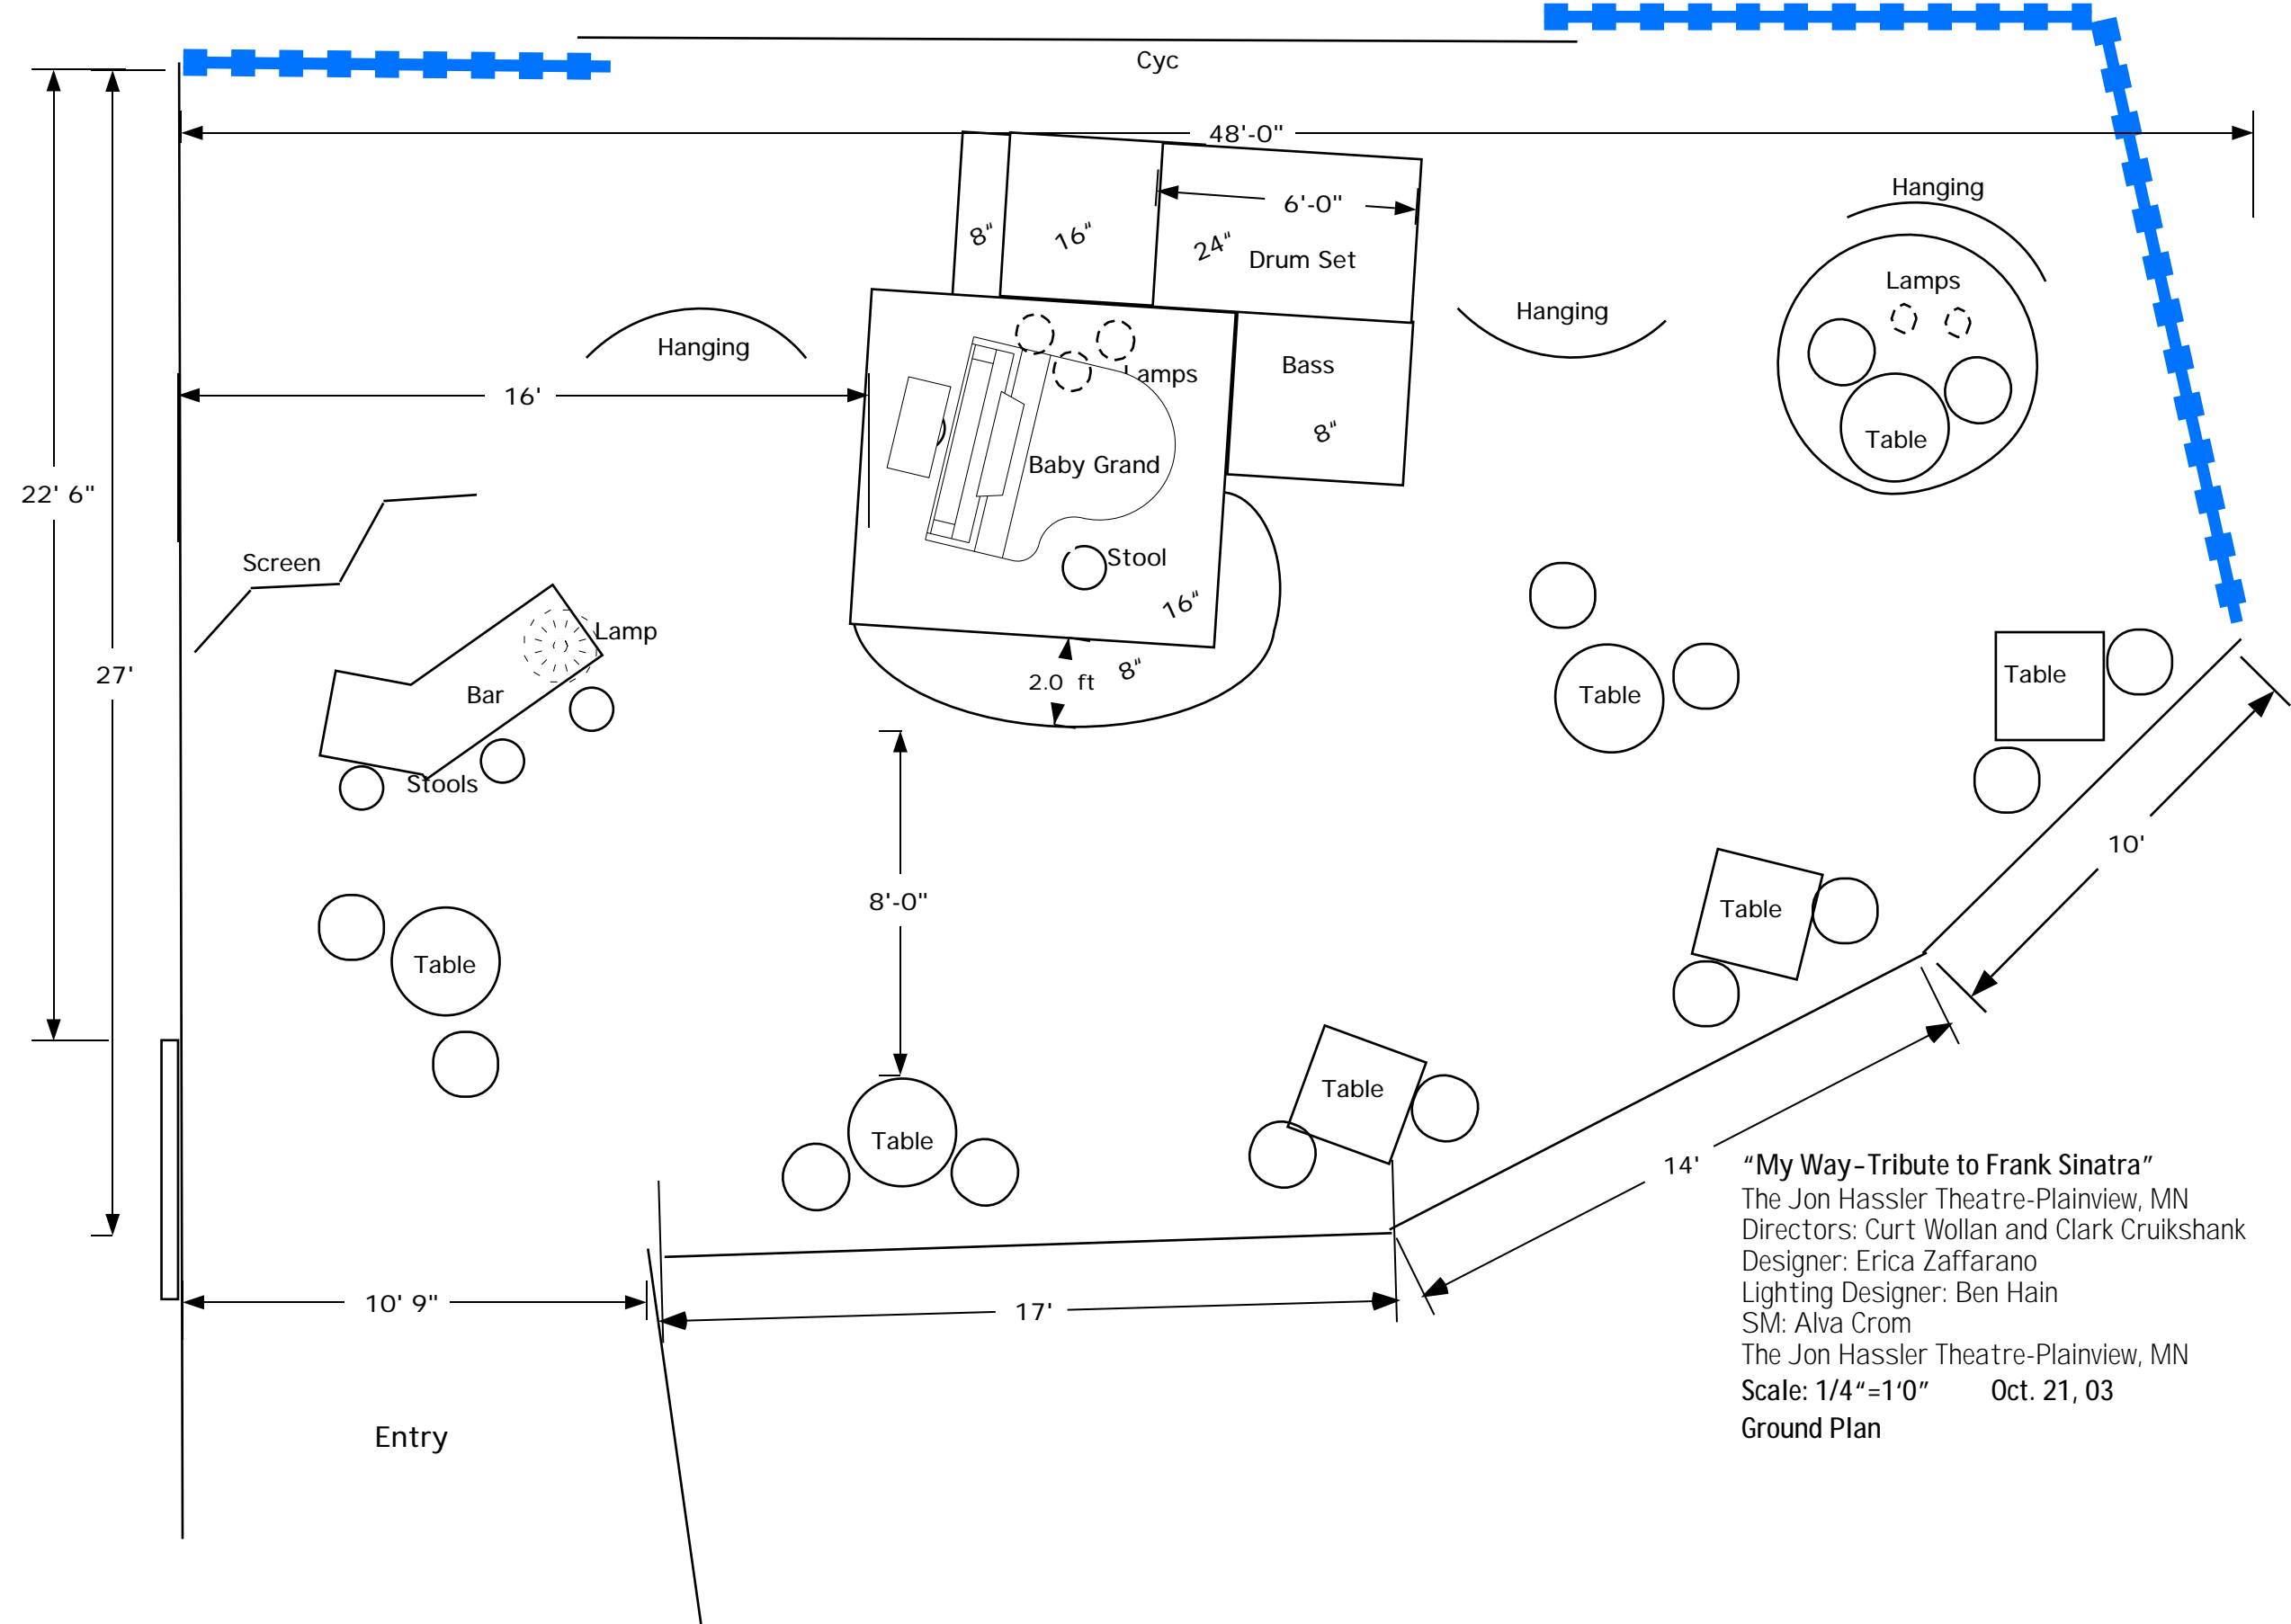 Cyc
48'-0"
Hanging
6'-0"
8"
16"
24"
Drum Set
Lamps
Hanging
Hanging
Lamps
Bass
16'
8"
Table
Baby Grand
22' 6"
Stool
Screen
16"
Lamp
27'
8"
2.0 ft
Bar
Table
Table
Stools
10'
8'-0"
Table
Table
Table
Table
14'
10' 9"
17'
Entry
“My Way-Tribute to Frank Sinatra”
The Jon Hassler Theatre-Plainview, MN
Directors: Curt Wollan and Clark Cruikshank
Designer: Erica Zaffarano
Lighting Designer: Ben Hain
SM: Alva Crom
The Jon Hassler Theatre-Plainview, MN
Scale: 1/4“=1‘0” Oct. 21, 03
Ground Plan